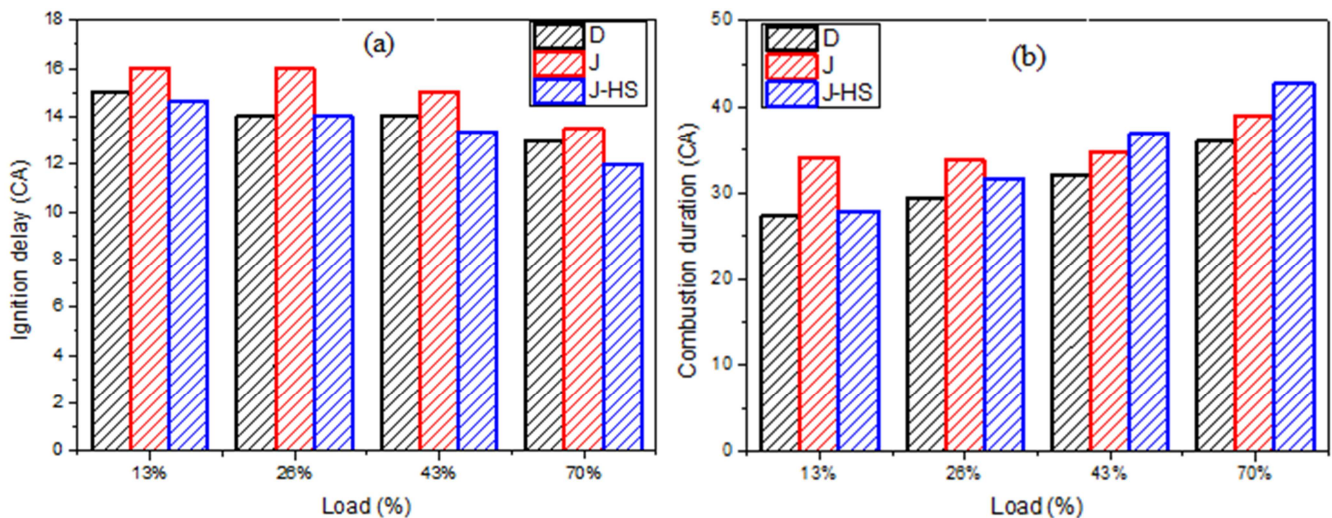 (a)
D
J
J-HS
Ignition delay (CA)
18
16
14
12
10
8
6
4
2
0
13%
26%
43%
70%
Load (%)
(b)
D
J
J-HS
Combustion duration (CA)
50
40
30
20
10
0
13%
26%
43%
70%
Load (%)